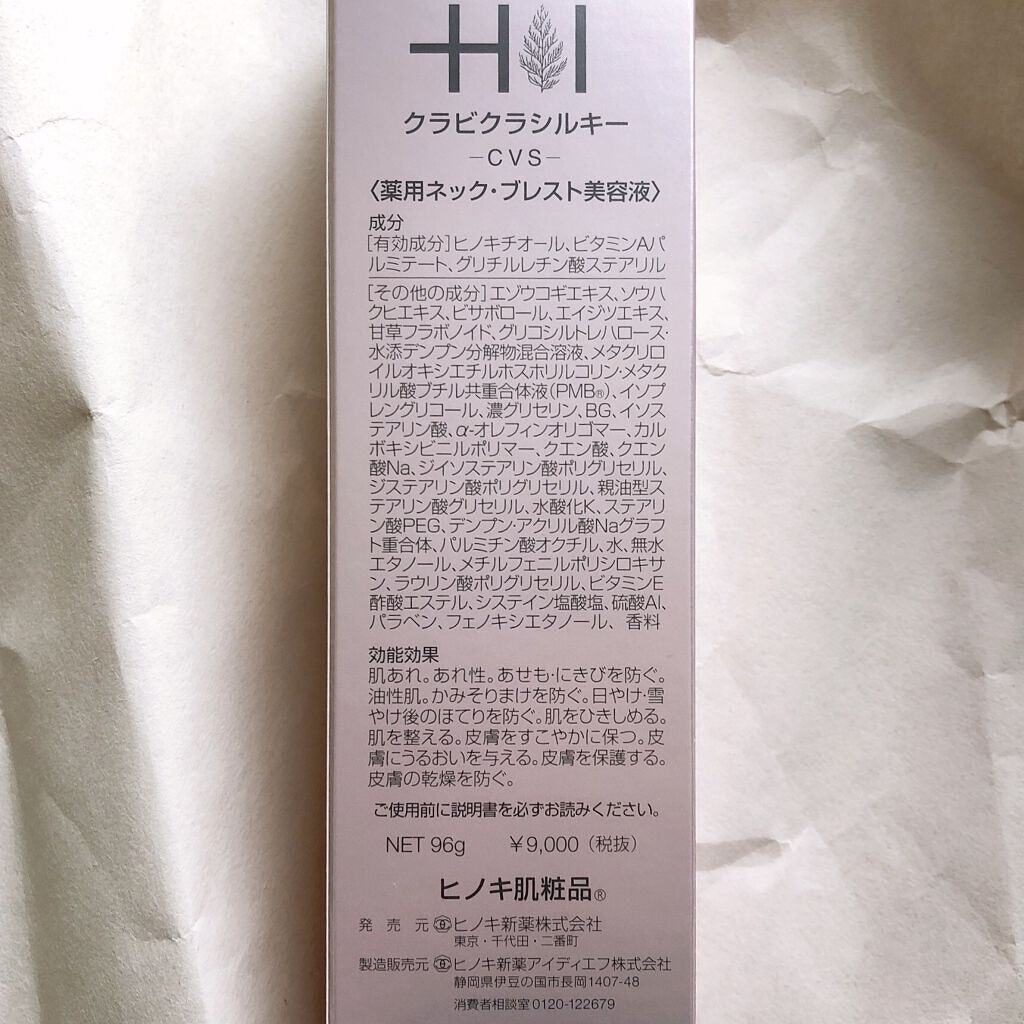 HI
クラビクラシルキー
−CVS−
〈薬用ネック・ブレスト美容液〉
成分
[有効成分]ヒノキチオール、ビタミンAパ
ルミテート、グリチルレチン酸ステアリル
[その他の成分]エゾウコギエキス、ソウハ
クヒエキス、ビサボロール、エイジツエキス、
甘草フラボノイド、グリコシルトレハロース・
水添デンプン分解物混合溶液、メタクリロ
イルオキシエチルホスホリルコリン・メタク
リル酸ブチル共重合体液(PMB®)、イソプ
レングリコール、濃グリセリン、BG、イソス
テアリン酸、α-オレフィンオリゴマー、カル
ボキシビニルポリマー、クエン酸、クエン
酸Na、ジイソステアリン酸ポリグリセリル、
ジステアリン酸ポリグリセリル、親油型ス
テアリン酸グリセリル、水酸化K、ステアリ
ン酸PEG、デンプン・アクリル酸Naグラフ
ト重合体、パルミチン酸オクチル、水、無水
エタノール、メチルフェニルポリシロキサ
ン、ラウリン酸ポリグリセリル、ビタミンE
酢酸エステル、システイン塩酸塩、硫酸Al、
パラベン、フェノキシエタノール、香料
効能効果
肌あれ。あれ性。あせも・にきびを防ぐ。
油性肌。かみそりまけを防ぐ。日やけ・雪
やけ後のほてりを防ぐ。肌をひきしめる。
肌を整える。皮膚をすこやかに保つ。皮
膚にうるおいを与える。皮膚を保護する。
皮膚の乾燥を防ぐ。
ご使用前に説明書を必ずお読みください。
NET 96g ¥9,000(税抜)
ヒノキ肌粧品®
発売元 ヒノキ新薬株式会社
東京・千代田・二番町
製造販売元 ヒノキ新薬アイディエフ株式会社
静岡県伊豆の国市長岡1407-48
消費者相談室0120-122679